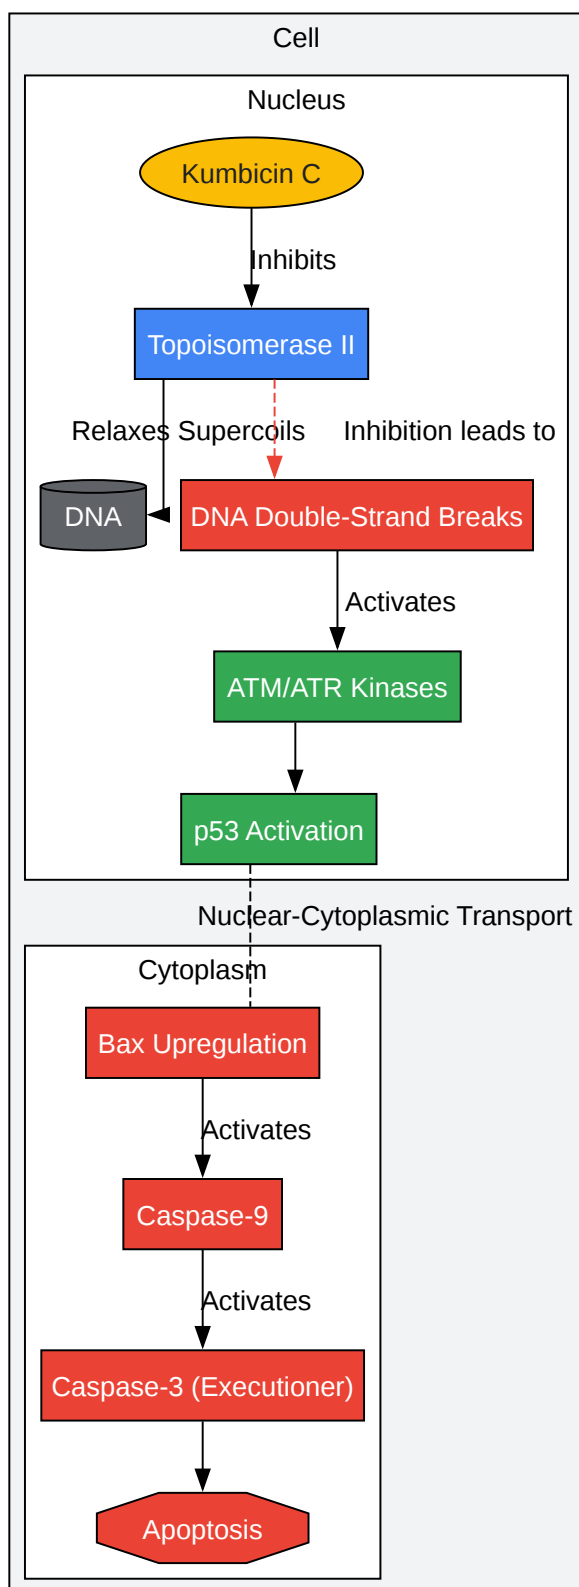 Cell
Nucleus
Kumbicin C
Inhibits
Topoisomerase II
Relaxes Supercoils
Inhibition leads to
DNA
DNA Double-Strand Breaks
Activates
ATM/ATR Kinases
p53 Activation
Nuclear-Cytoplasmic Transport
Cytoplasm
Bax Upregulation
Activates
Caspase-9
Activates
Caspase-3 (Executioner)
Apoptosis